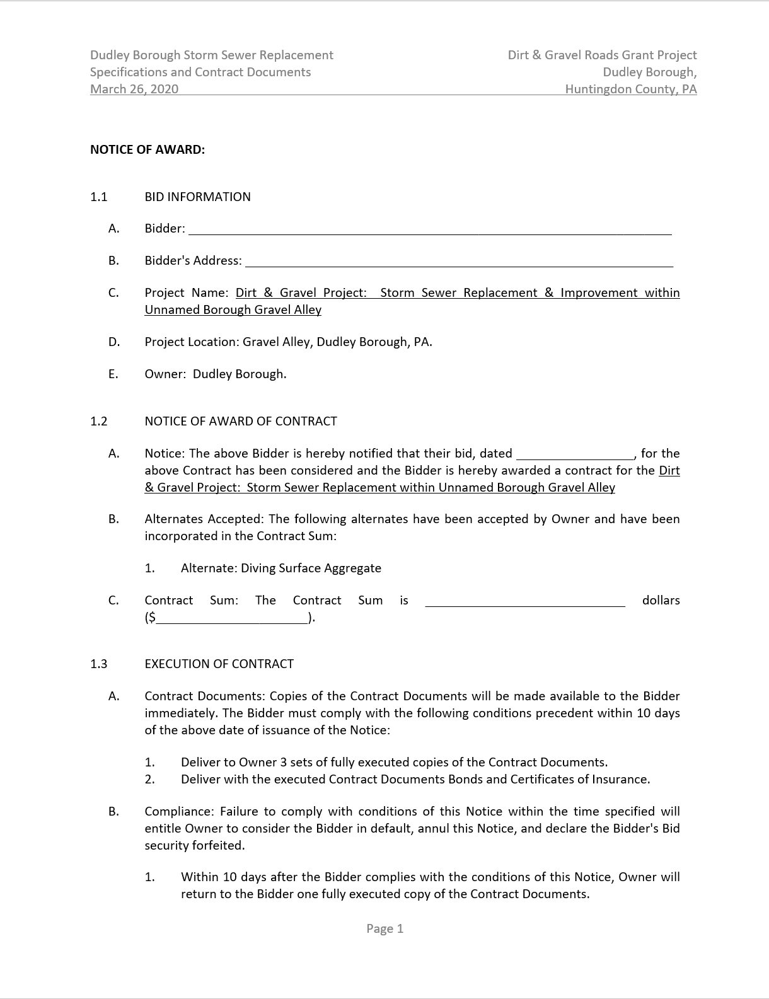 Dudley Borough Storm Sewer Replacement Dirt & Gravel Roads Grant Project
Specifications and Contract Documents Dudley Borough,
March 26, 2020 Huntingdon County, PA
NOTICE OF AWARD:
1.1 BID INFORMATION
A. Bidder: ____________________
B. Bidder's Address: ____________________
C. Project Name: Dirt & Gravel Project: Storm Sewer Replacement & Improvement within
Unnamed Borough Gravel Alley
D. Project Location: Gravel Alley, Dudley Borough, PA.
E. Owner: Dudley Borough.
1.2 NOTICE OF AWARD OF CONTRACT
A. Notice: The above Bidder is hereby notified that their bid, dated _________________, for the
above Contract has been considered and the Bidder is hereby awarded a contract for the Dirt
& Gravel Project: Storm Sewer Replacement within Unnamed Borough Gravel Alley
B. Alternates Accepted: The following alternates have been accepted by Owner and have been
incorporated in the Contract Sum:
1. Alternate: Diving Surface Aggregate
C. Contract Sum: The Contract Sum is _____________________________ dollars
($______________________).
1.3 EXECUTION OF CONTRACT
A. Contract Documents: Copies of the Contract Documents will be made available to the Bidder
immediately. The Bidder must comply with the following conditions precedent within 10 days
of the above date of issuance of the Notice:
1. Deliver to Owner 3 sets of fully executed copies of the Contract Documents.
2. Deliver with the executed Contract Documents Bonds and Certificates of Insurance.
B. Compliance: Failure to comply with conditions of this Notice within the time specified will
entitle Owner to consider the Bidder in default, annul this Notice, and declare the Bidder's Bid
security forfeited.
1. Within 10 days after the Bidder complies with the conditions of this Notice, Owner will
return to the Bidder one fully executed copy of the Contract Documents.
Page 1